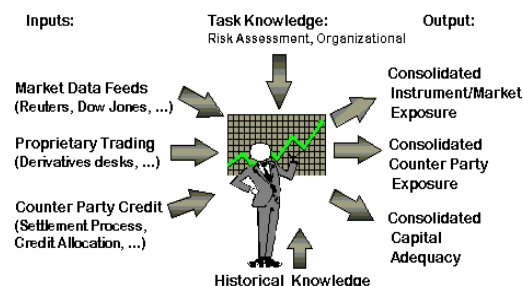 Inputs:
Task Knowledge:
Risk Assessment, Organizational
Output:
Market Data Feeds
(Reuters, Dow Jones, ...)
Proprietary Trading
(Derivatives desks, ...)
Counter Party Credit
(Settlement Process,
Credit Allocation, ...)
Consolidated
Instrument/Market
Exposure
Consolidated
Counter Party
Exposure
Consolidated
Capital
Adequacy
Historical Knowledge